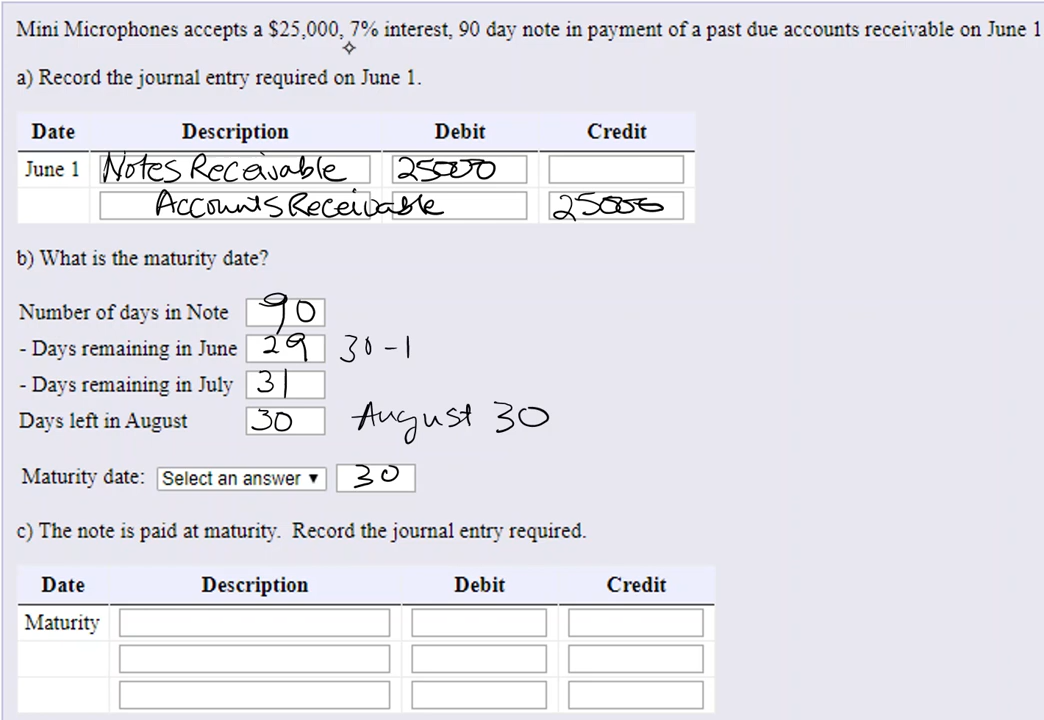 Mini Microphones accepts a $25,000, 7% interest, 90 day note in payment of a past due accounts receivable on June 1
a) Record the journal entry required on June 1.
Date Description Debit Credit
June 1 Notes Receivable 25000
Accounts Receivable 25000
b) What is the maturity date?
Number of days in Note 90
- Days remaining in June 29 30-1
- Days remaining in July 31
Days left in August 30 August 30
Maturity date: Select an answer 30
c) The note is paid at maturity. Record the journal entry required.
Date Description Debit Credit
Maturity